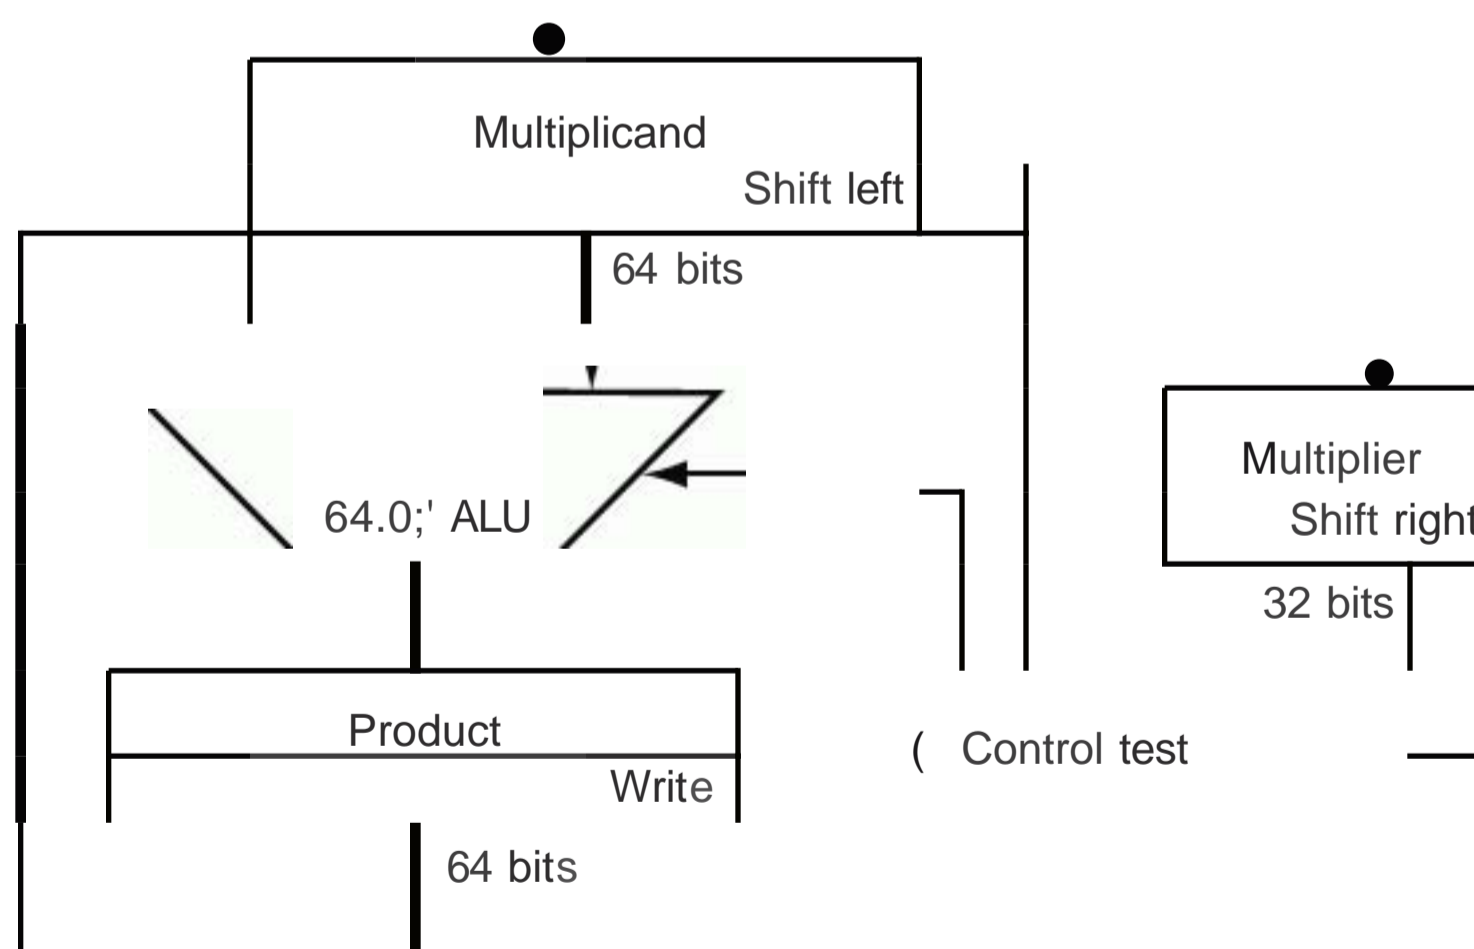 Multiplicand
Shift left
64 bits
Multiplier
64.0;' ALU
Shift right
32 bits
Product
( Control test
Write
64 bits